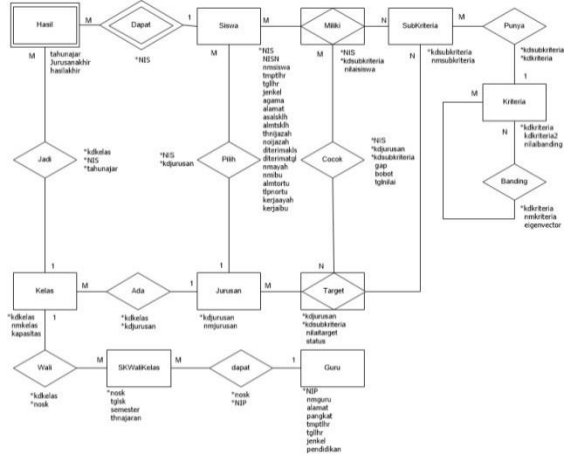 Hasil
M
Dapat
1
Siswa
M
Miliki
N
SubKriteria
M
Punya
M
tahunajar
Jurusanakhir
hasilakhir
*NIS
M
*NIS
NISN
nmsiswa
tmptlhr
tgllhr
jenkel
agama
alamat
asalsklh
almtsklh
thnijazah
noijazah
diterimakls
diterimatgl
nmayah
nmibu
almtortu
tlpnortu
kerjaayah
kerjaibu
*NIS
*kdsubkriteria
nilaisiswa
N
*kdsubkriteria
nmsubkriteria
*kdsubkriteria
*kdkriteria
1
M
Kriteria
N
*kdkriteria
kdkriteria2
nilaibanding
Banding
*kdkriteria
nmkriteria
eigenvector
Jadi
*kdkelas
*NIS
*tahunajar
*NIS
*kdjurusan
Pilih
Cocok
*NIS
*kdjurusan
*kdsubkriteria
gap
bobot
tglnilai
1
1
N
Kelas
M
Ada
1
Jurusan
M
Target
*kdkelas
nmkelas
kapasitas
1
*kdkelas
*kdjurusan
*kdjurusan
nmjurusan
*kdjurusan
*kdsubkriteria
nilaitarget
status
Wali
M
SKWaliKelas
M
dapat
1
Guru
*kdkelas
*nosk
*nosk
tglsk
semester
thnajaran
*nosk
*NIP
*NIP
nmguru
alamat
pangkat
tmptlhr
tgllhr
jenkel
pendidikan